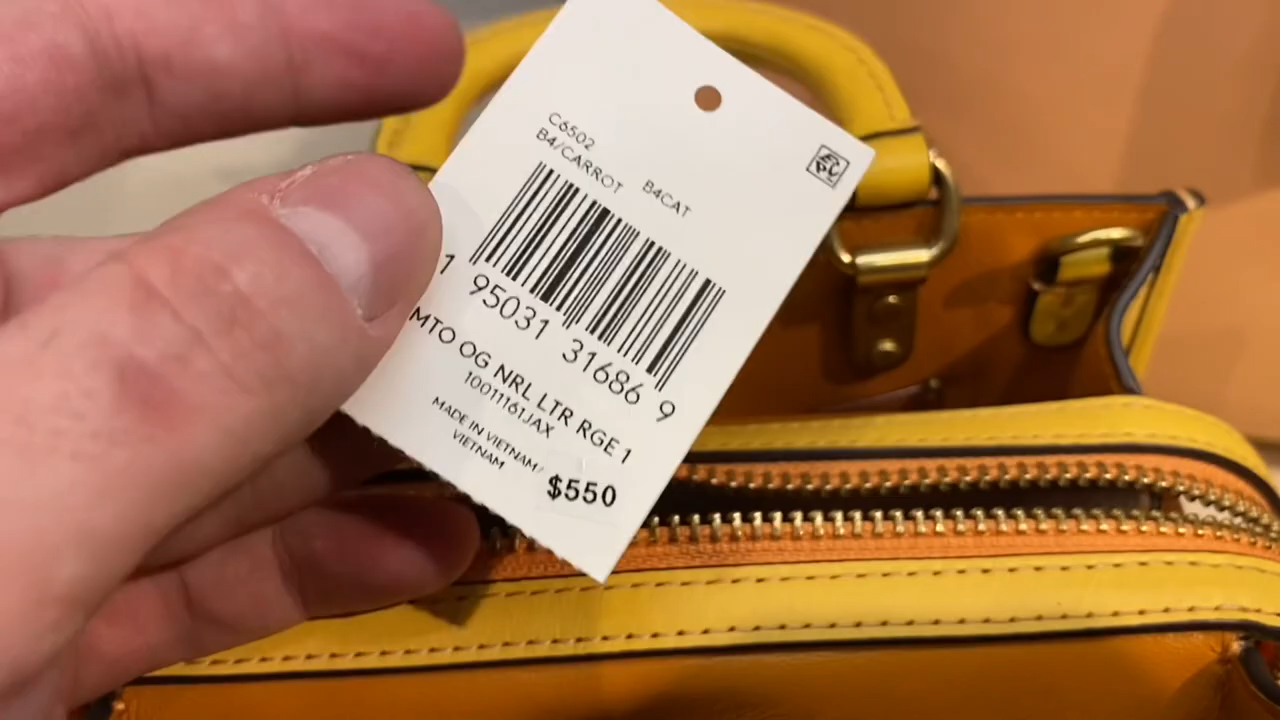 C6502
B4/CARROT B4CAT
1 95031 31686 9
MTO OG NRL LTR RGE 1
10011161JAX
MADE IN VIETNAM/
VIETNAM
$550